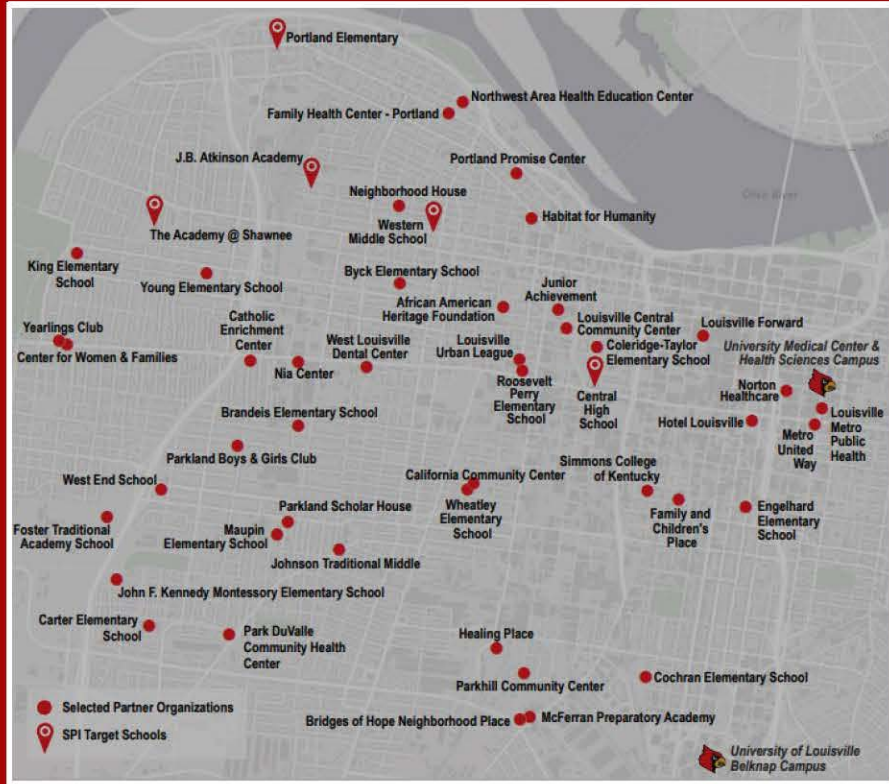 Portland Elementary
Northwest Area Health Education Center
Family Health Center - Portland
J.B. Atkinson Academy
Portland Promise Center
Neighborhood House
Ohio River
Western
Middle School
Habitat for Humanity
The Academy @ Shawnee
King Elementary
School
Young Elementary School
Byck Elementary School
African American
Heritage Foundation
Junior
Achievement
Louisville Central
Community Center
Louisville Forward
Yearlings Club
Center for Women & Families
Catholic
Enrichment
Center
West Louisville
Dental Center
Louisville
Urban League
Coleridge-Taylor
Elementary School
University Medical Center &
Health Sciences Campus
Nia Center
Roosevelt
Perry
Elementary
School
Central
High
School
Norton
Healthcare
Brandeis Elementary School
Hotel Louisville
Metro
United
Way
Louisville
Metro
Public
Health
Parkland Boys & Girls Club
West End School
California Community Center
Simmons College
of Kentucky
Wheatley
Elementary
School
Family and
Children's
Place
Engelhard
Elementary
School
Foster Traditional
Academy School
Parkland Scholar House
Maupin
Elementary School
Johnson Traditional Middle
John F. Kennedy Montessory Elementary School
Carter Elementary
School
Park DuValle
Community Health
Center
Healing Place
Parkhill Community Center
Cochran Elementary School
Selected Partner Organizations
SPI Target Schools
Bridges of Hope Neighborhood Place
McFerran Preparatory Academy
University of Louisville
Belknap Campus